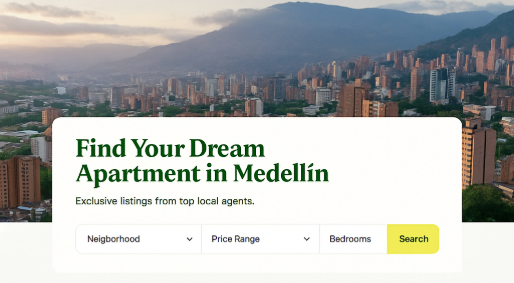 Find Your Dream
Apartment in Medellín
Exclusive listings from top local agents.
Neigborhood Price Range Bedrooms Search